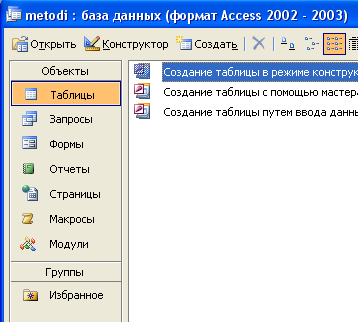 metodi : база данных (формат Access 2002 - 2003)
Открыть Конструктор Создать
Объекты
Таблицы
Запросы
Формы
Отчеты
Страницы
Макросы
Модули
Группы
Избранное
Создание таблицы в режиме конструк
Создание таблицы с помощью мастера
Создание таблицы путем ввода данн